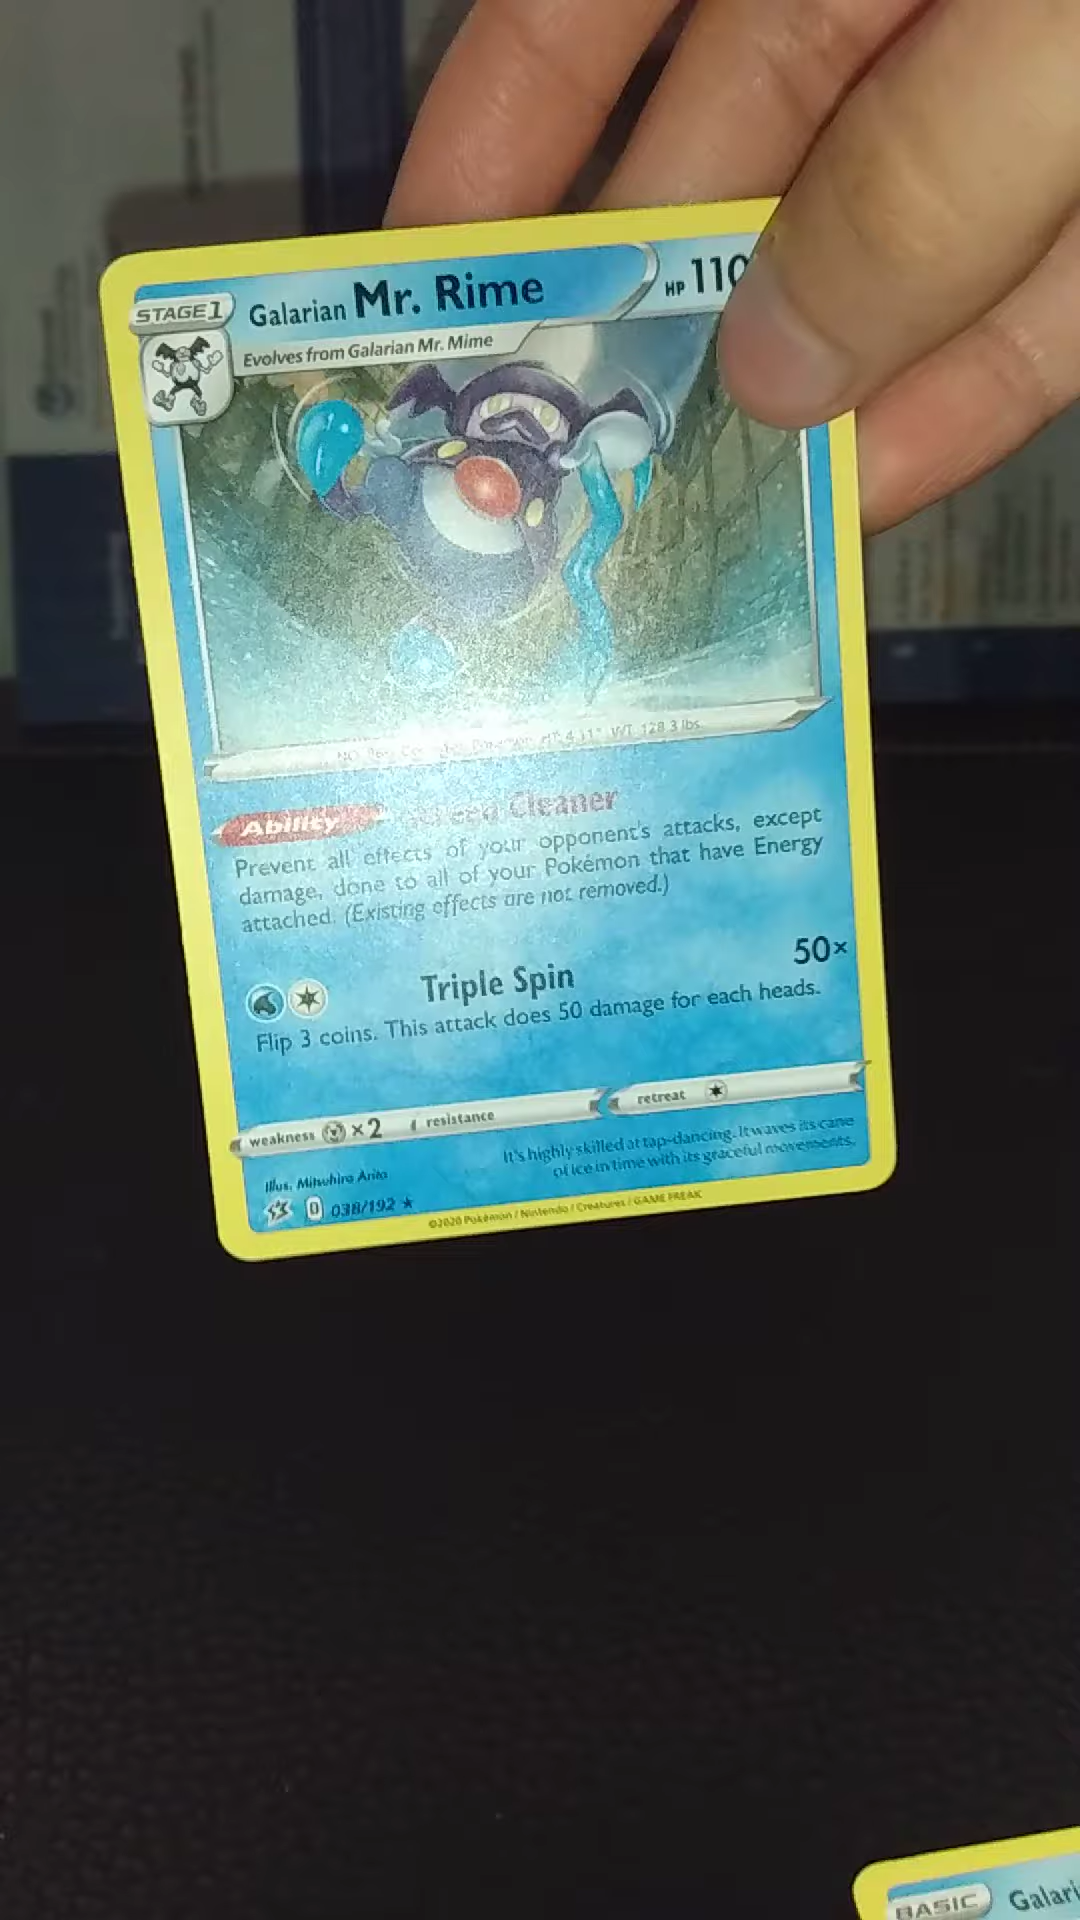 STAGE1 Galarian Mr. Rime HP 110
Evolves from Galarian Mr. Mime
HT 4'11" WT 128.3 lbs.
Ability Screen Cleaner
Prevent all effects of your opponent's attacks, except
damage, done to all of your Pokémon that have Energy
attached. (Existing effects are not removed.)
Triple Spin 50×
Flip 3 coins. This attack does 50 damage for each heads.
weakness ×2 resistance retreat
It's highly skilled at tap-dancing. It waves its cane
of ice in time with its graceful movements.
Illus. Mitsuhiro Arita
D 038/192 ★
©2020 Pokémon / Nintendo / Creatures / GAME FREAK
BASIC Galari